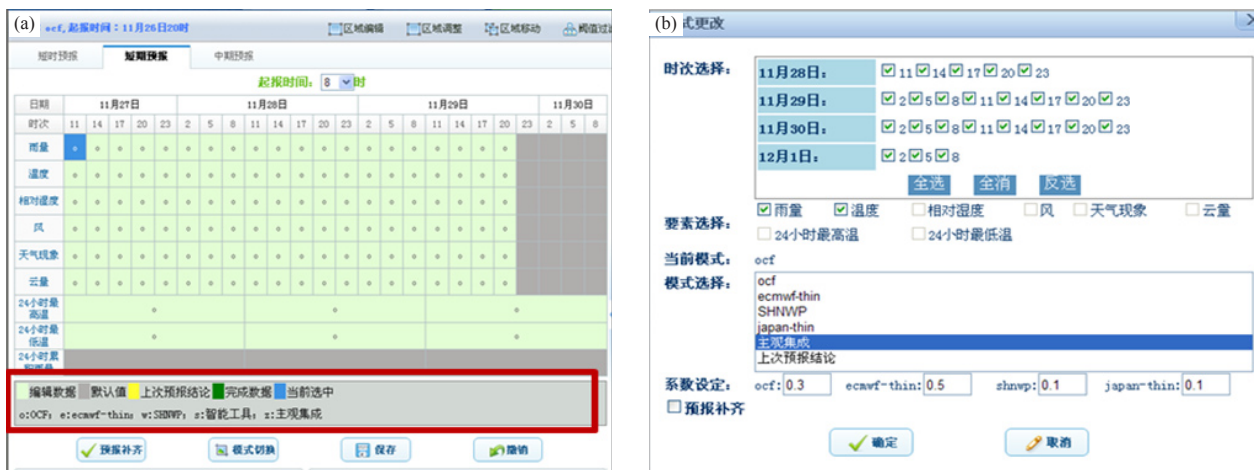 (a) ocf,起报时间：11月26日20时 区域编辑 区域调整 区域移动 阈值过
短时预报 短期预报 中期预报
起报时间： 8 时
日期 11月27日 11月28日 11月29日 11月30日
时次 11 14 17 20 23 2 5 8 11 14 17 20 23 2 5 8 11 14 17 20 23 2 5 8
雨量
温度
相对湿度
风
天气现象
云量
24小时最
高温
24小时最
低温
24小时累
编辑数据 默认值 上次预报结论 完成数据 当前选中
o:OCF; e:ecmwf-thin; w:SHNWP; s:智能工具; z:主观集成
预报补齐 模式切换 保存 撤销
(b) 式更改
时次选择：
11月28日： 11 14 17 20 23
11月29日： 2 5 8 11 14 17 20 23
11月30日： 2 5 8 11 14 17 20 23
12月1日： 2 5 8
全选 全消 反选
要素选择：
雨量 温度 相对湿度 风 天气现象 云量
24小时最高温 24小时最低温
当前模式： ocf
模式选择：
ocf
ecmwf-thin
SHNWP
japan-thin
主观集成
上次预报结论
系数设定： ocf: 0.3 ecmwf-thin: 0.5 shnwp: 0.1 japan-thin: 0.1
预报补齐
确定 取消